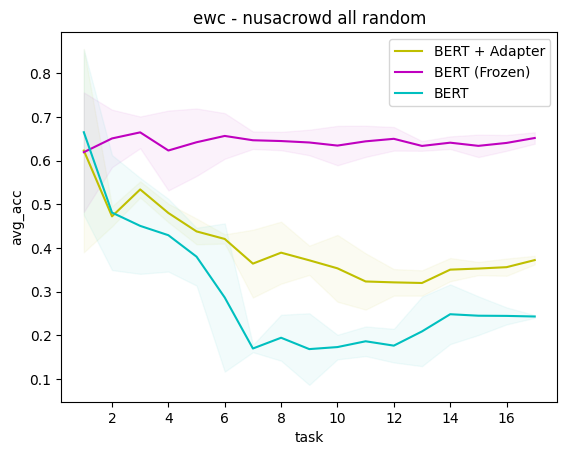 ewc - nusacrowd all random
BERT + Adapter
BERT (Frozen)
BERT
avg_acc
0.8
0.7
0.6
0.5
0.4
0.3
0.2
0.1
2 4 6 8 10 12 14 16
task